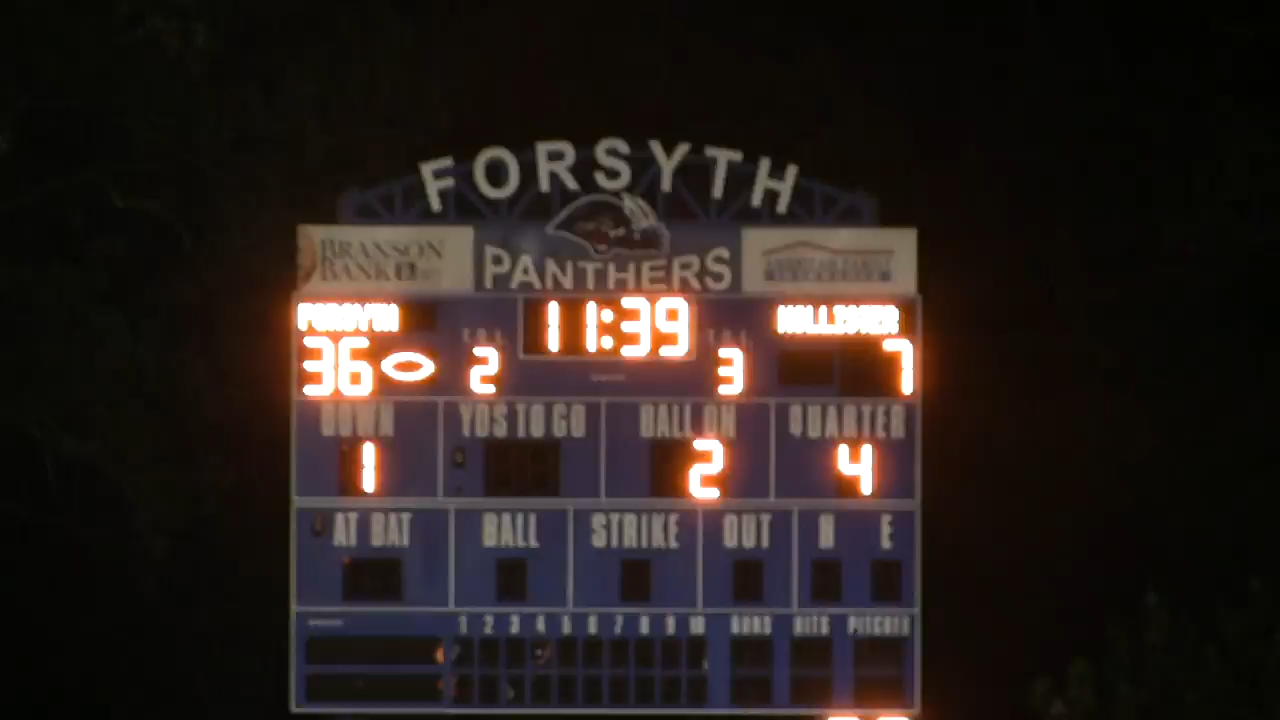 FORSYTH
PANTHERS
BRANSON
BANK
FORSYTH 11:39 HOLLISTER
T.O.L. T.O.L.
36 2 3 7
DOWN YDS TO GO BALL ON QUARTER
1 2 4
AT BAT BALL STRIKE OUT H E
1 2 3 4 5 6 7 8 9 10 RUNS HITS PITCHER